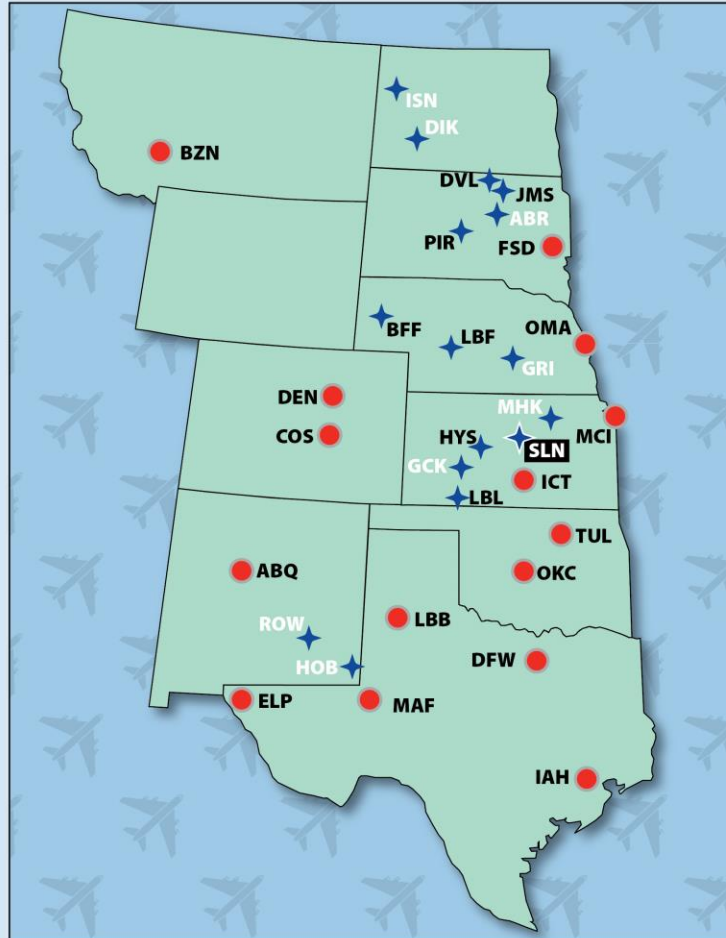 ISN
DIK
BZN
DVL
JMS
ABR
PIR
FSD
BFF
LBF
OMA
GRI
DEN
MHK
COS
HYS
MCI
SLN
GCK
ICT
LBL
TUL
ABQ
OKC
LBB
ROW
DFW
HOB
ELP
MAF
IAH